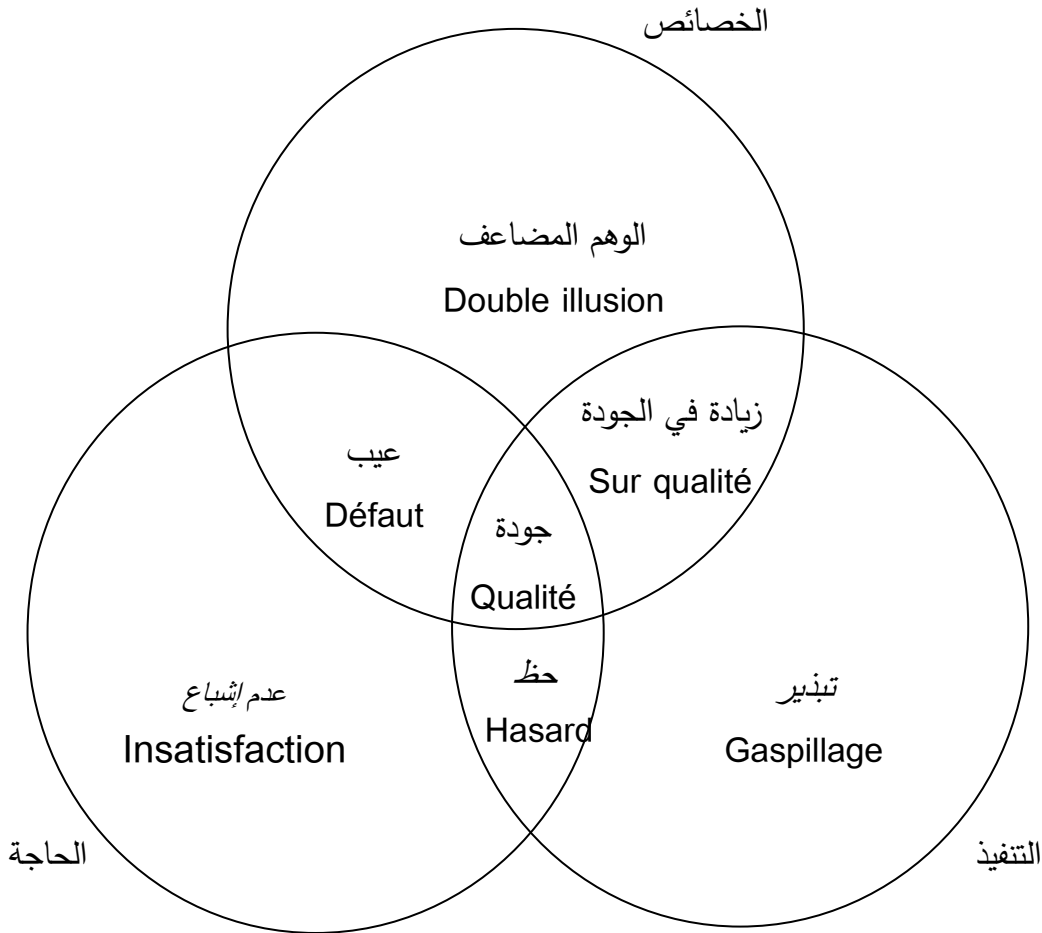 الخصائص
الوهم المضاعف
Double illusion
زيادة في الجودة
Sur qualité
عيب
Défaut
جودة
Qualité
حظ
Hasard
عدم إشباع
Insatisfaction
تبذير
Gaspillage
الحاجة
التنفيذ